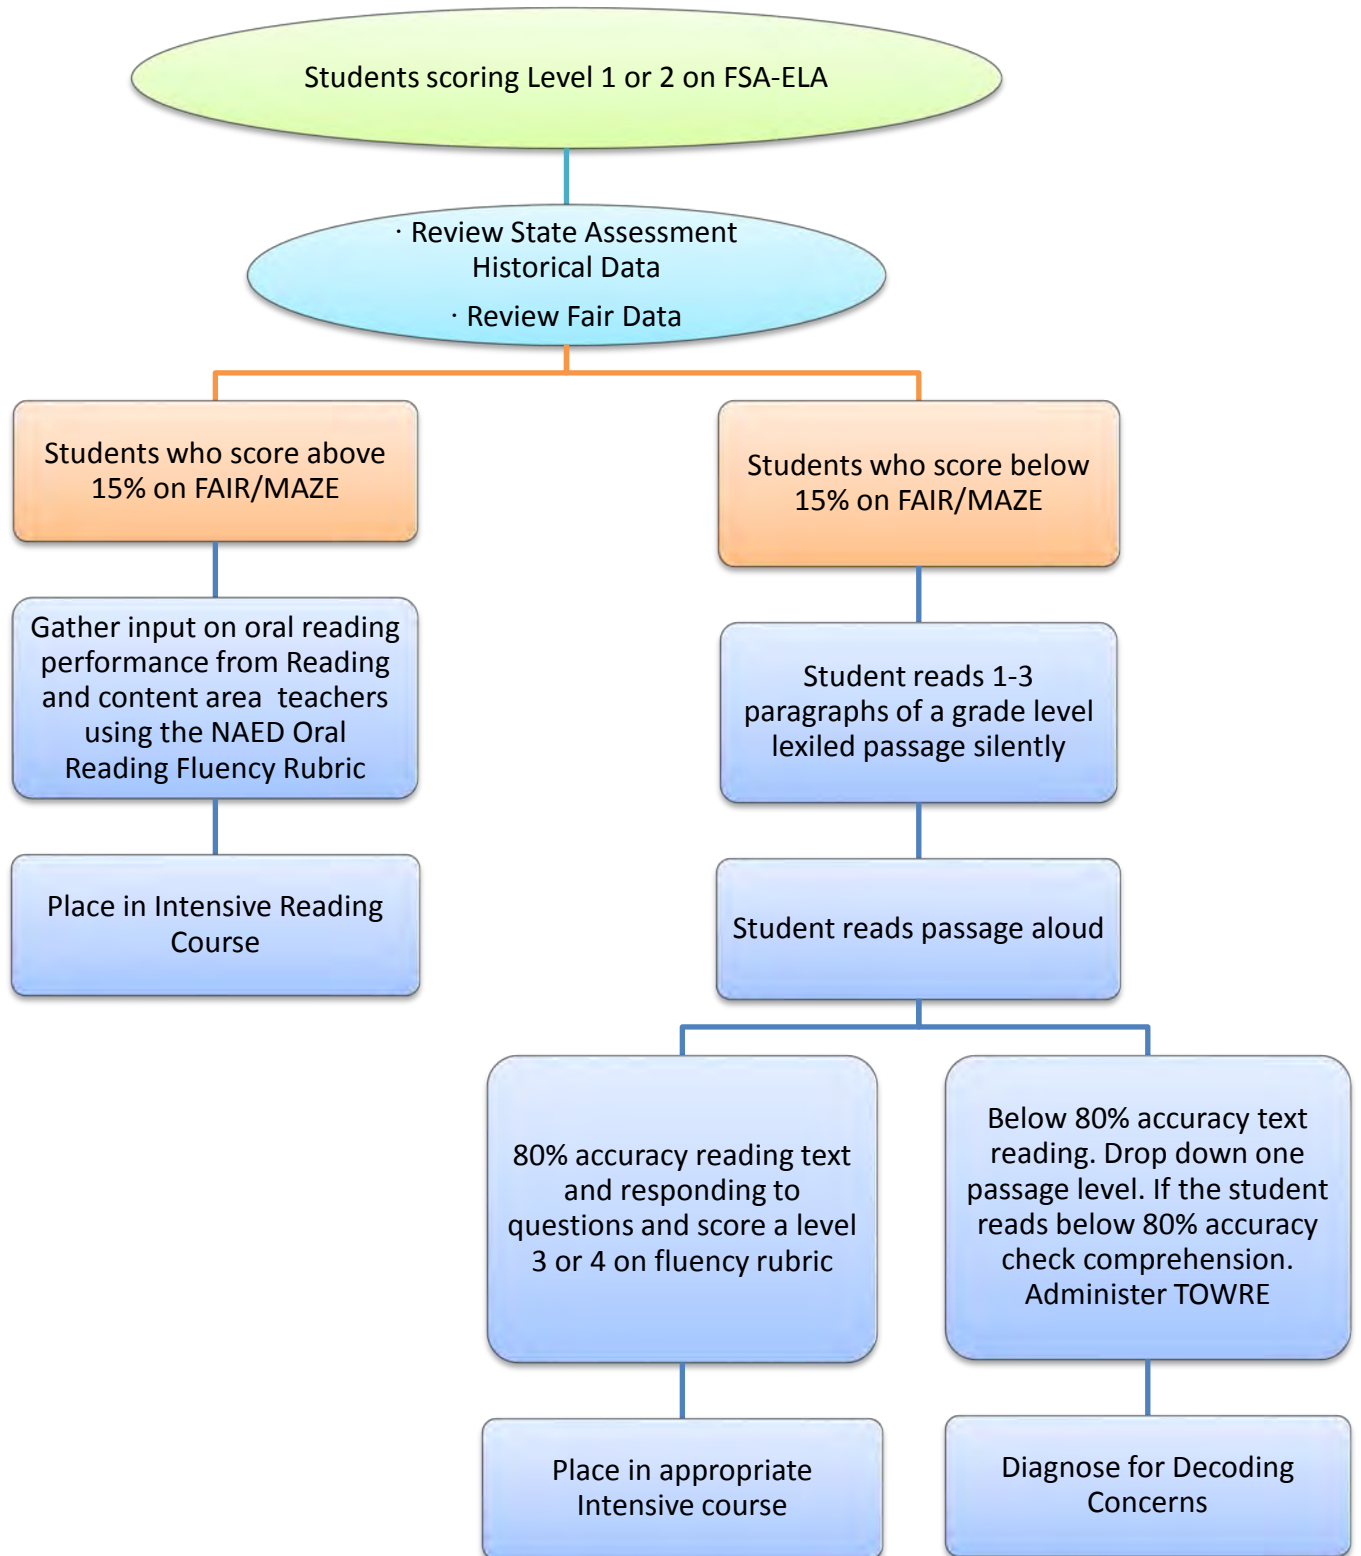 Students scoring Level 1 or 2 on FSA-ELA
· Review State Assessment
Historical Data
· Review Fair Data
Students who score above
15% on FAIR/MAZE
Students who score below
15% on FAIR/MAZE
Gather input on oral reading
performance from Reading
and content area teachers
using the NAED Oral
Reading Fluency Rubric
Student reads 1-3
paragraphs of a grade level
lexiled passage silently
Place in Intensive Reading
Course
Student reads passage aloud
80% accuracy reading text
and responding to
questions and score a level
3 or 4 on fluency rubric
Below 80% accuracy text
reading. Drop down one
passage level. If the student
reads below 80% accuracy
check comprehension.
Administer TOWRE
Place in appropriate
Intensive course
Diagnose for Decoding
Concerns